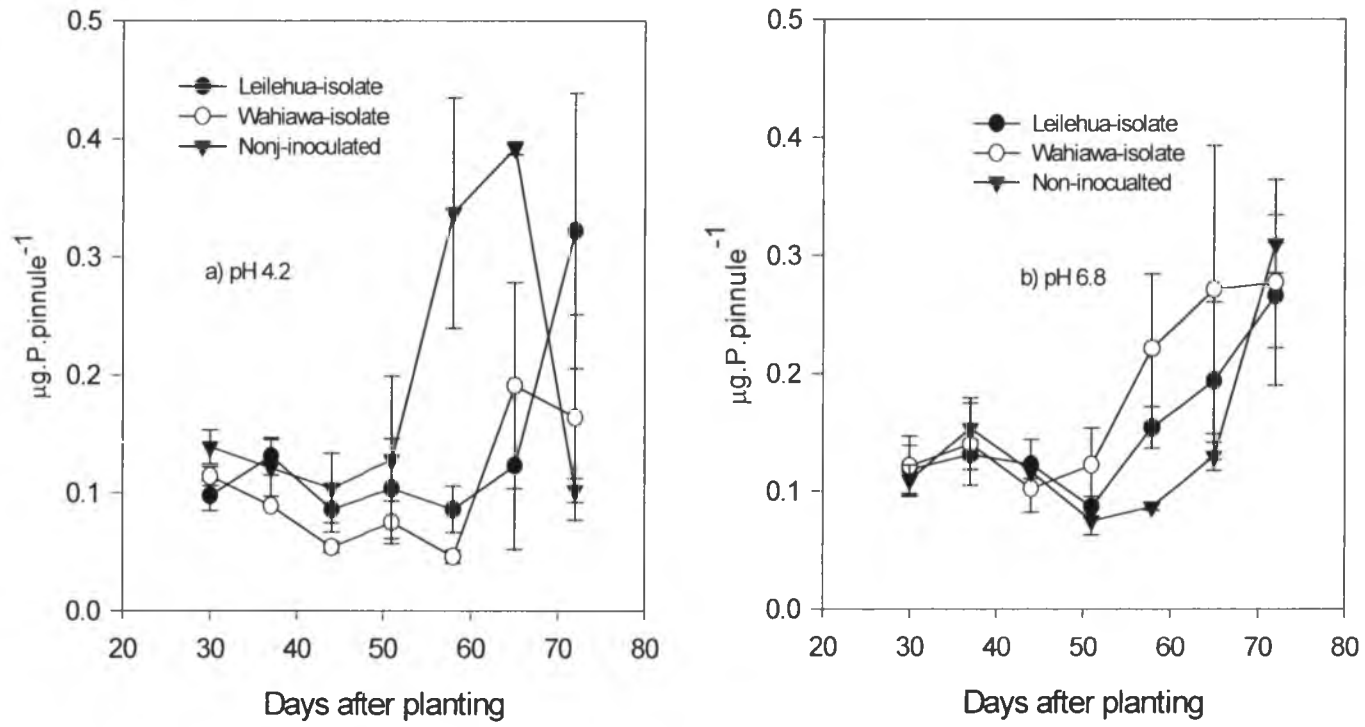 0.5
0.4
0.3
0.2
0.1
0.0
µg.P.pinnule-1
Leilehua-isolate
Wahiawa-isolate
Nonj-inoculated
a) pH 4.2
20 30 40 50 60 70 80
Days after planting
0.5
0.4
0.3
0.2
0.1
0.0
µg.P.pinnule-1
Leilehua-isolate
Wahiawa-isolate
Non-inocualted
b) pH 6.8
20 30 40 50 60 70 80
Days after planting